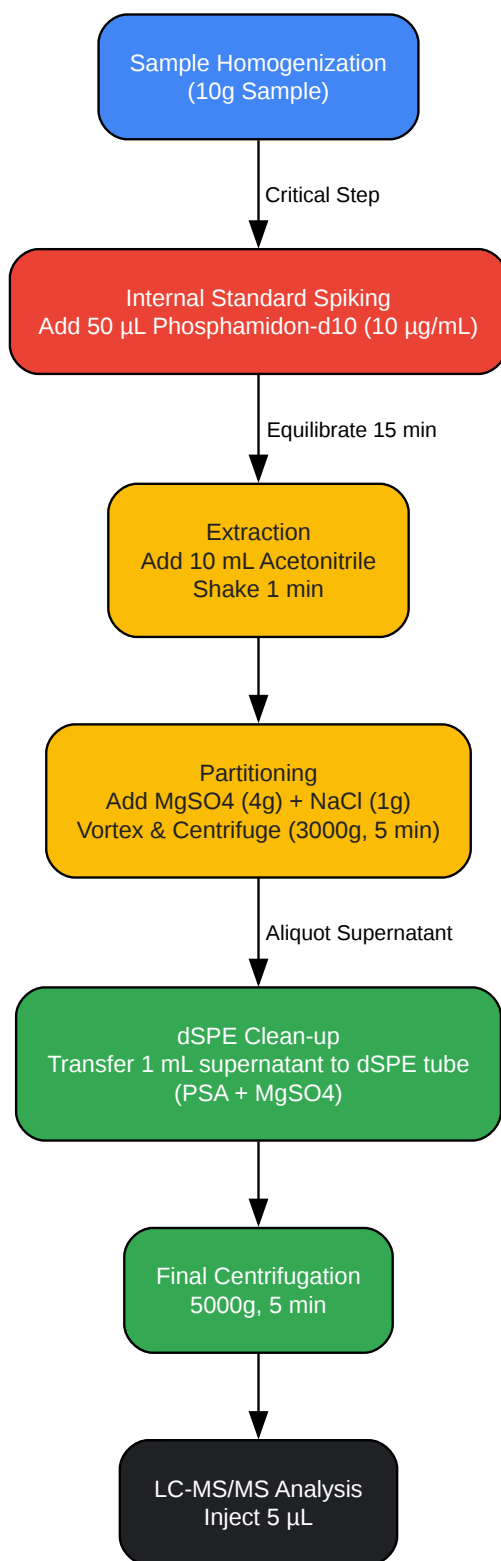 Sample Homogenization
(10g Sample)
Critical Step
Internal Standard Spiking
Add 50 µL Phosphamidon-d10 (10 µg/mL)
Equilibrate 15 min
Extraction
Add 10 mL Acetonitrile
Shake 1 min
Partitioning
Add MgSO4 (4g) + NaCl (1g)
Vortex & Centrifuge (3000g, 5 min)
Aliquot Supernatant
dSPE Clean-up
Transfer 1 mL supernatant to dSPE tube
(PSA + MgSO4)
Final Centrifugation
5000g, 5 min
LC-MS/MS Analysis
Inject 5 µL